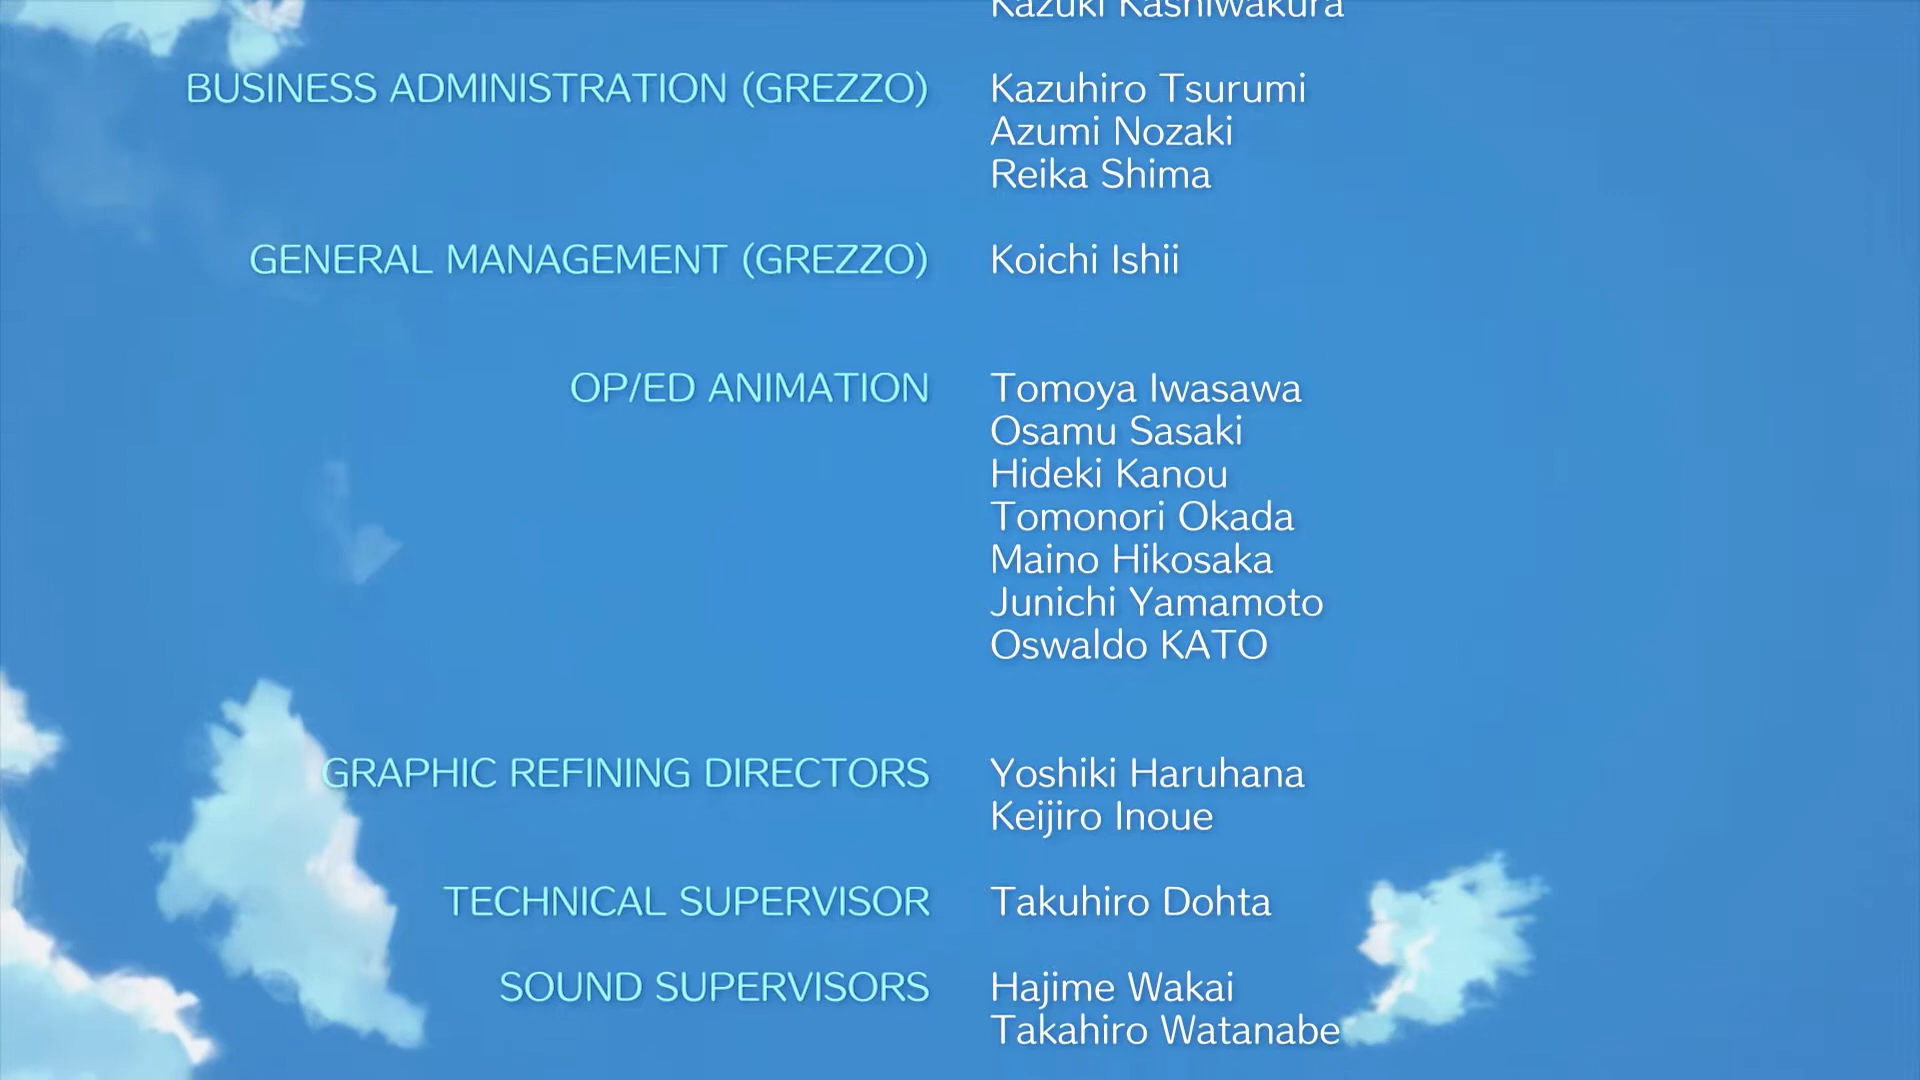 Kazuki Kashiwakura
BUSINESS ADMINISTRATION (GREZZO) Kazuhiro Tsurumi
Azumi Nozaki
Reika Shima
GENERAL MANAGEMENT (GREZZO) Koichi Ishii
OP/ED ANIMATION Tomoya Iwasawa
Osamu Sasaki
Hideki Kanou
Tomonori Okada
Maino Hikosaka
Junichi Yamamoto
Oswaldo KATO
GRAPHIC REFINING DIRECTORS Yoshiki Haruhana
Keijiro Inoue
TECHNICAL SUPERVISOR Takuhiro Dohta
SOUND SUPERVISORS Hajime Wakai
Takahiro Watanabe